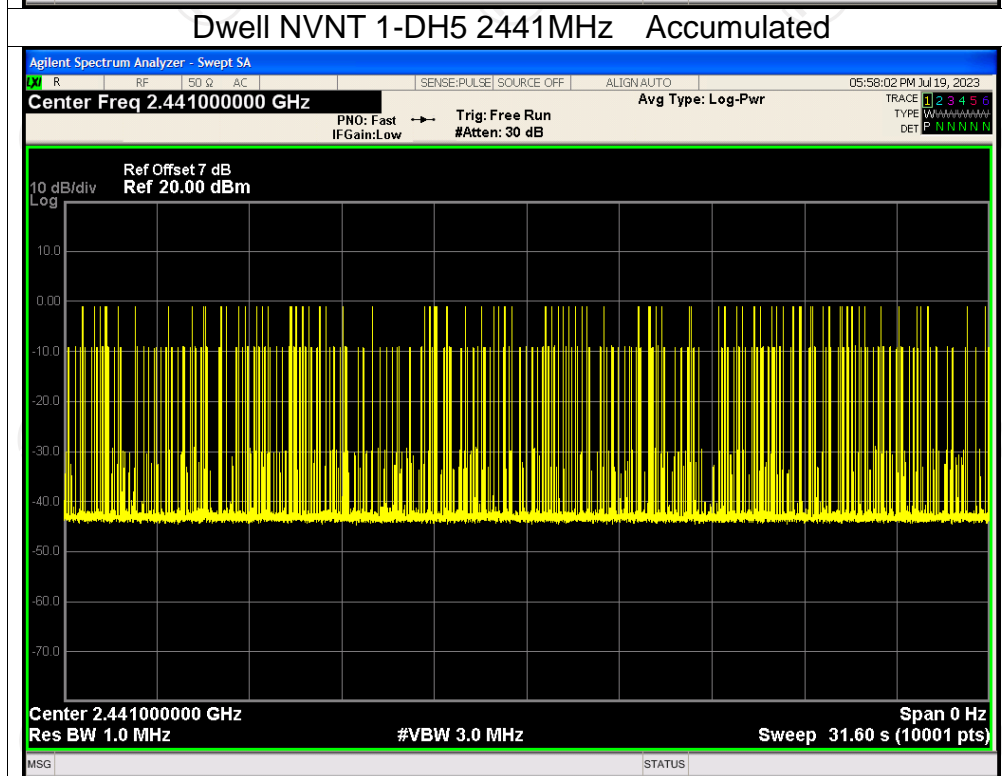 Dwell NVNT 1-DH5 2441MHz Accumulated
Agilent Spectrum Analyzer - Swept SA
LXI R RF 50 Ω AC SENSE:PULSE SOURCE OFF ALIGN AUTO 05:58:02 PM Jul 19, 2023
Center Freq 2.441000000 GHz Avg Type: Log-Pwr TRACE 1 2 3 4 5 6
PNO: Fast Trig: Free Run TYPE WWWWWW
IFGain:Low #Atten: 30 dB DET P N N N N N
Ref Offset 7 dB
10 dB/div Ref 20.00 dBm
Log
10.0
0.00
-10.0
-20.0
-30.0
-40.0
-50.0
-60.0
-70.0
Center 2.441000000 GHz Span 0 Hz
Res BW 1.0 MHz #VBW 3.0 MHz Sweep 31.60 s (10001 pts)
MSG STATUS